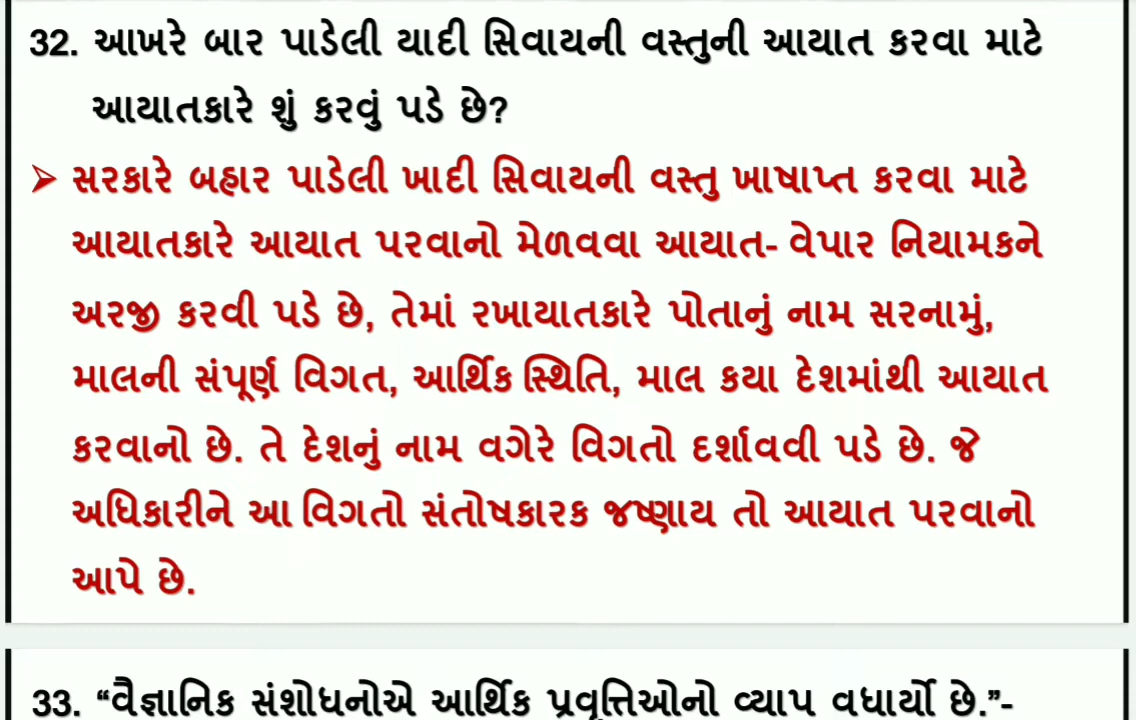 32. આખરે બાર પાડેલી યાદી સિવાયની વસ્તુની આયાત કરવા માટે
આયાતકારે શું કરવું પડે છે?
➢ સરકારે બહાર પાડેલી ખાદી સિવાયની વસ્તુ ખાષાપ્ત કરવા માટે
આયાતકારે આયાત પરવાનો મેળવવા આયાત- વેપાર નિયામકને
અરજી કરવી પડે છે, તેમાં રખાયાતકારે પોતાનું નામ સરનામું,
માલની સંપૂર્ણ વિગત, આર્થિક સ્થિતિ, માલ કયા દેશમાંથી આયાત
કરવાનો છે. તે દેશનું નામ વગેરે વિગતો દર્શાવવી પડે છે. જે
અધિકારીને આ વિગતો સંતોષકારક જષ્ણાય તો આયાત પરવાનો
આપે છે.
33. “વૈજ્ઞાનિક સંશોધનોએ આર્થિક પ્રવૃત્તિઓનો વ્યાપ વધાર્યો છે.”-